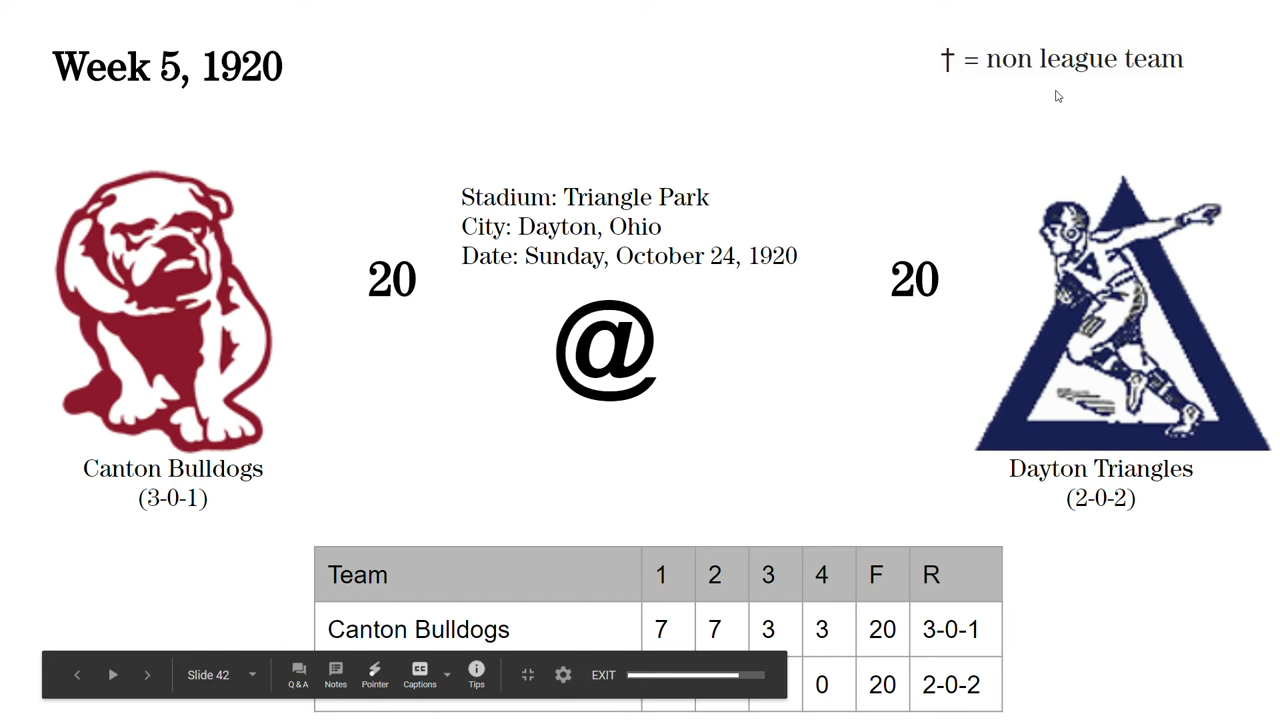 Week 5, 1920
† = non league team
Stadium: Triangle Park
City: Dayton, Ohio
Date: Sunday, October 24, 1920
20
@
20
Canton Bulldogs
(3-0-1)
Dayton Triangles
(2-0-2)
Team 1 2 3 4 F R
Canton Bulldogs 7 7 3 3 20 3-0-1
0 20 2-0-2
Slide 42 Q & A Notes Pointer CC Captions Tips EXIT